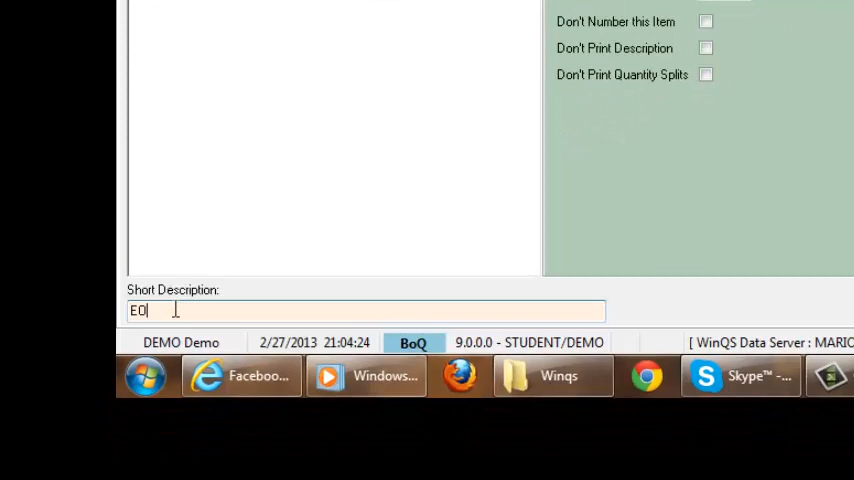 Don't Number this Item
Don't Print Description
Don't Print Quantity Splits
Short Description:
EO
DEMO Demo 2/27/2013 21:04:24 BoQ 9.0.0.0 - STUDENT/DEMO [ WinQS Data Server : MARIO
Faceboo... Windows... Winqs Skype™ -...